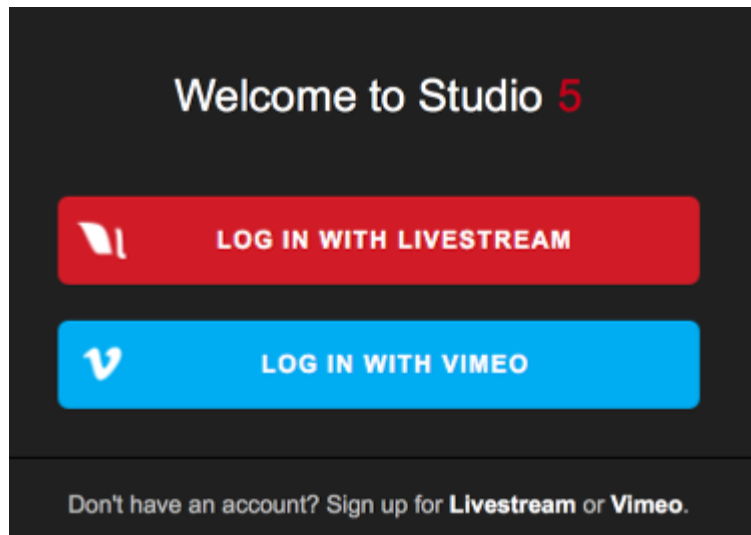 Welcome to Studio 5
LOG IN WITH LIVESTREAM
LOG IN WITH VIMEO
Don't have an account? Sign up for Livestream or Vimeo.